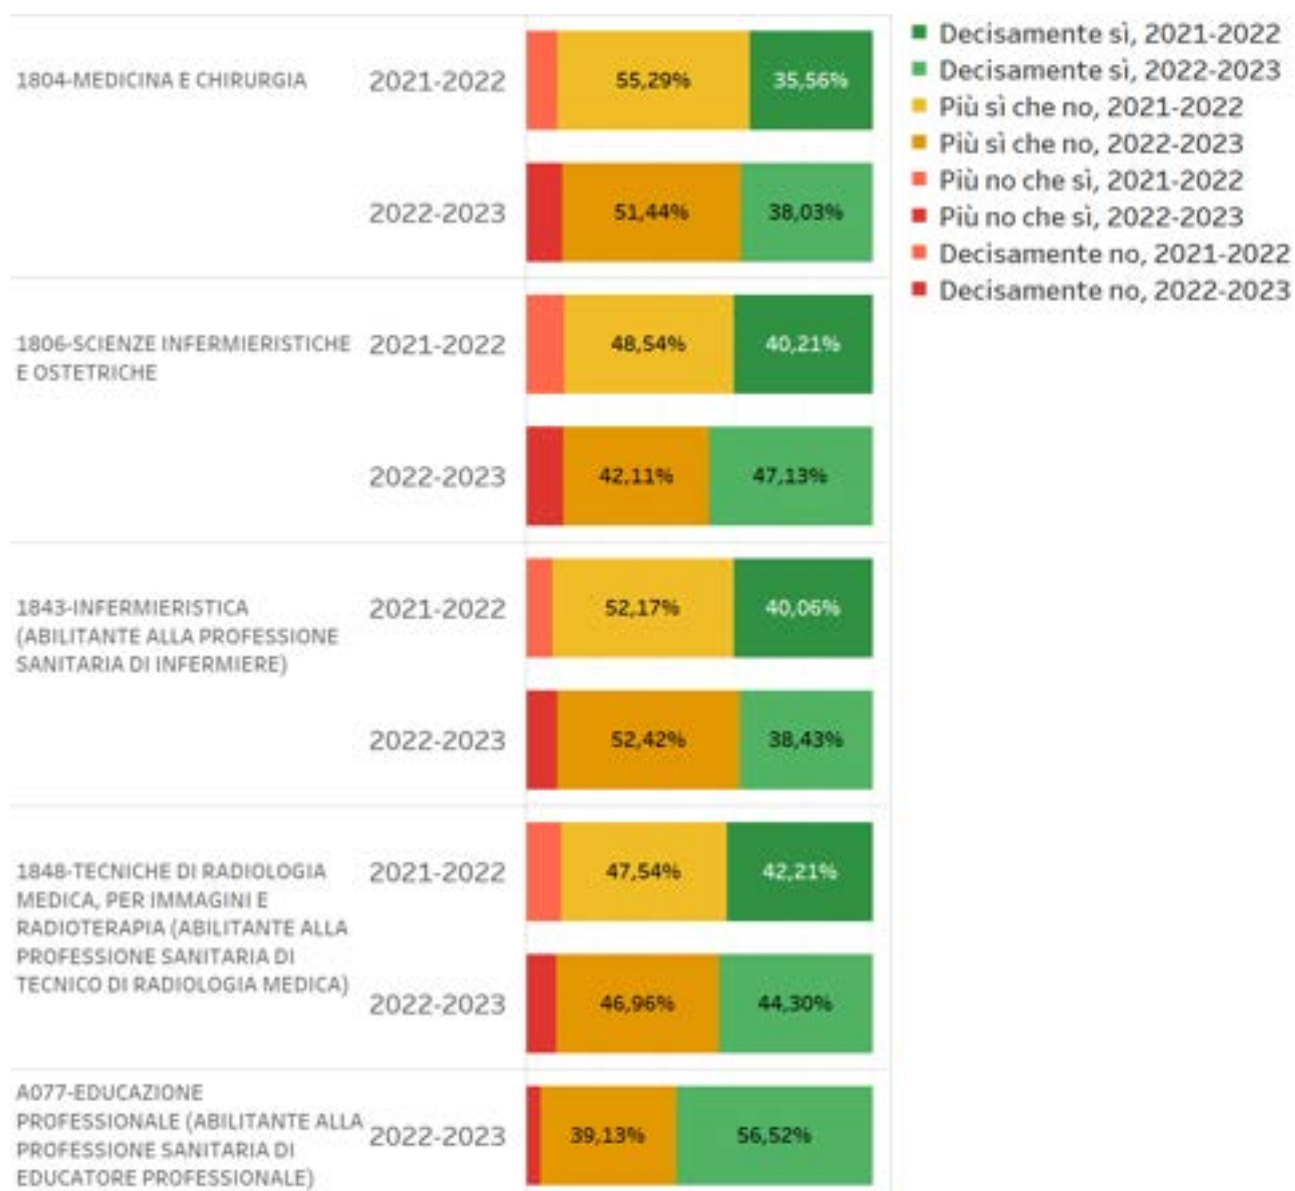 1804-MEDICINA E CHIRURGIA
2021-2022
55,29%
35,56%
2022-2023
51,44%
38,03%
1806-SCIENZE INFERMIERISTICHE
E OSTETRICHE
2021-2022
48,54%
40,21%
2022-2023
42,11%
47,13%
1843-INFERMIERISTICA
(ABILITANTE ALLA PROFESSIONE
SANITARIA DI INFERMIERE)
2021-2022
52,17%
40,06%
2022-2023
52,42%
38,43%
1848-TECNICHE DI RADIOLOGIA
MEDICA, PER IMMAGINI E
RADIOTERAPIA (ABILITANTE ALLA
PROFESSIONE SANITARIA DI
TECNICO DI RADIOLOGIA MEDICA)
2021-2022
47,54%
42,21%
2022-2023
46,96%
44,30%
A077-EDUCAZIONE
PROFESSIONALE (ABILITANTE ALLA
PROFESSIONE SANITARIA DI
EDUCATORE PROFESSIONALE)
2022-2023
39,13%
56,52%
Decisamente sì, 2021-2022
Decisamente sì, 2022-2023
Più sì che no, 2021-2022
Più sì che no, 2022-2023
Più no che sì, 2021-2022
Più no che sì, 2022-2023
Decisamente no, 2021-2022
Decisamente no, 2022-2023